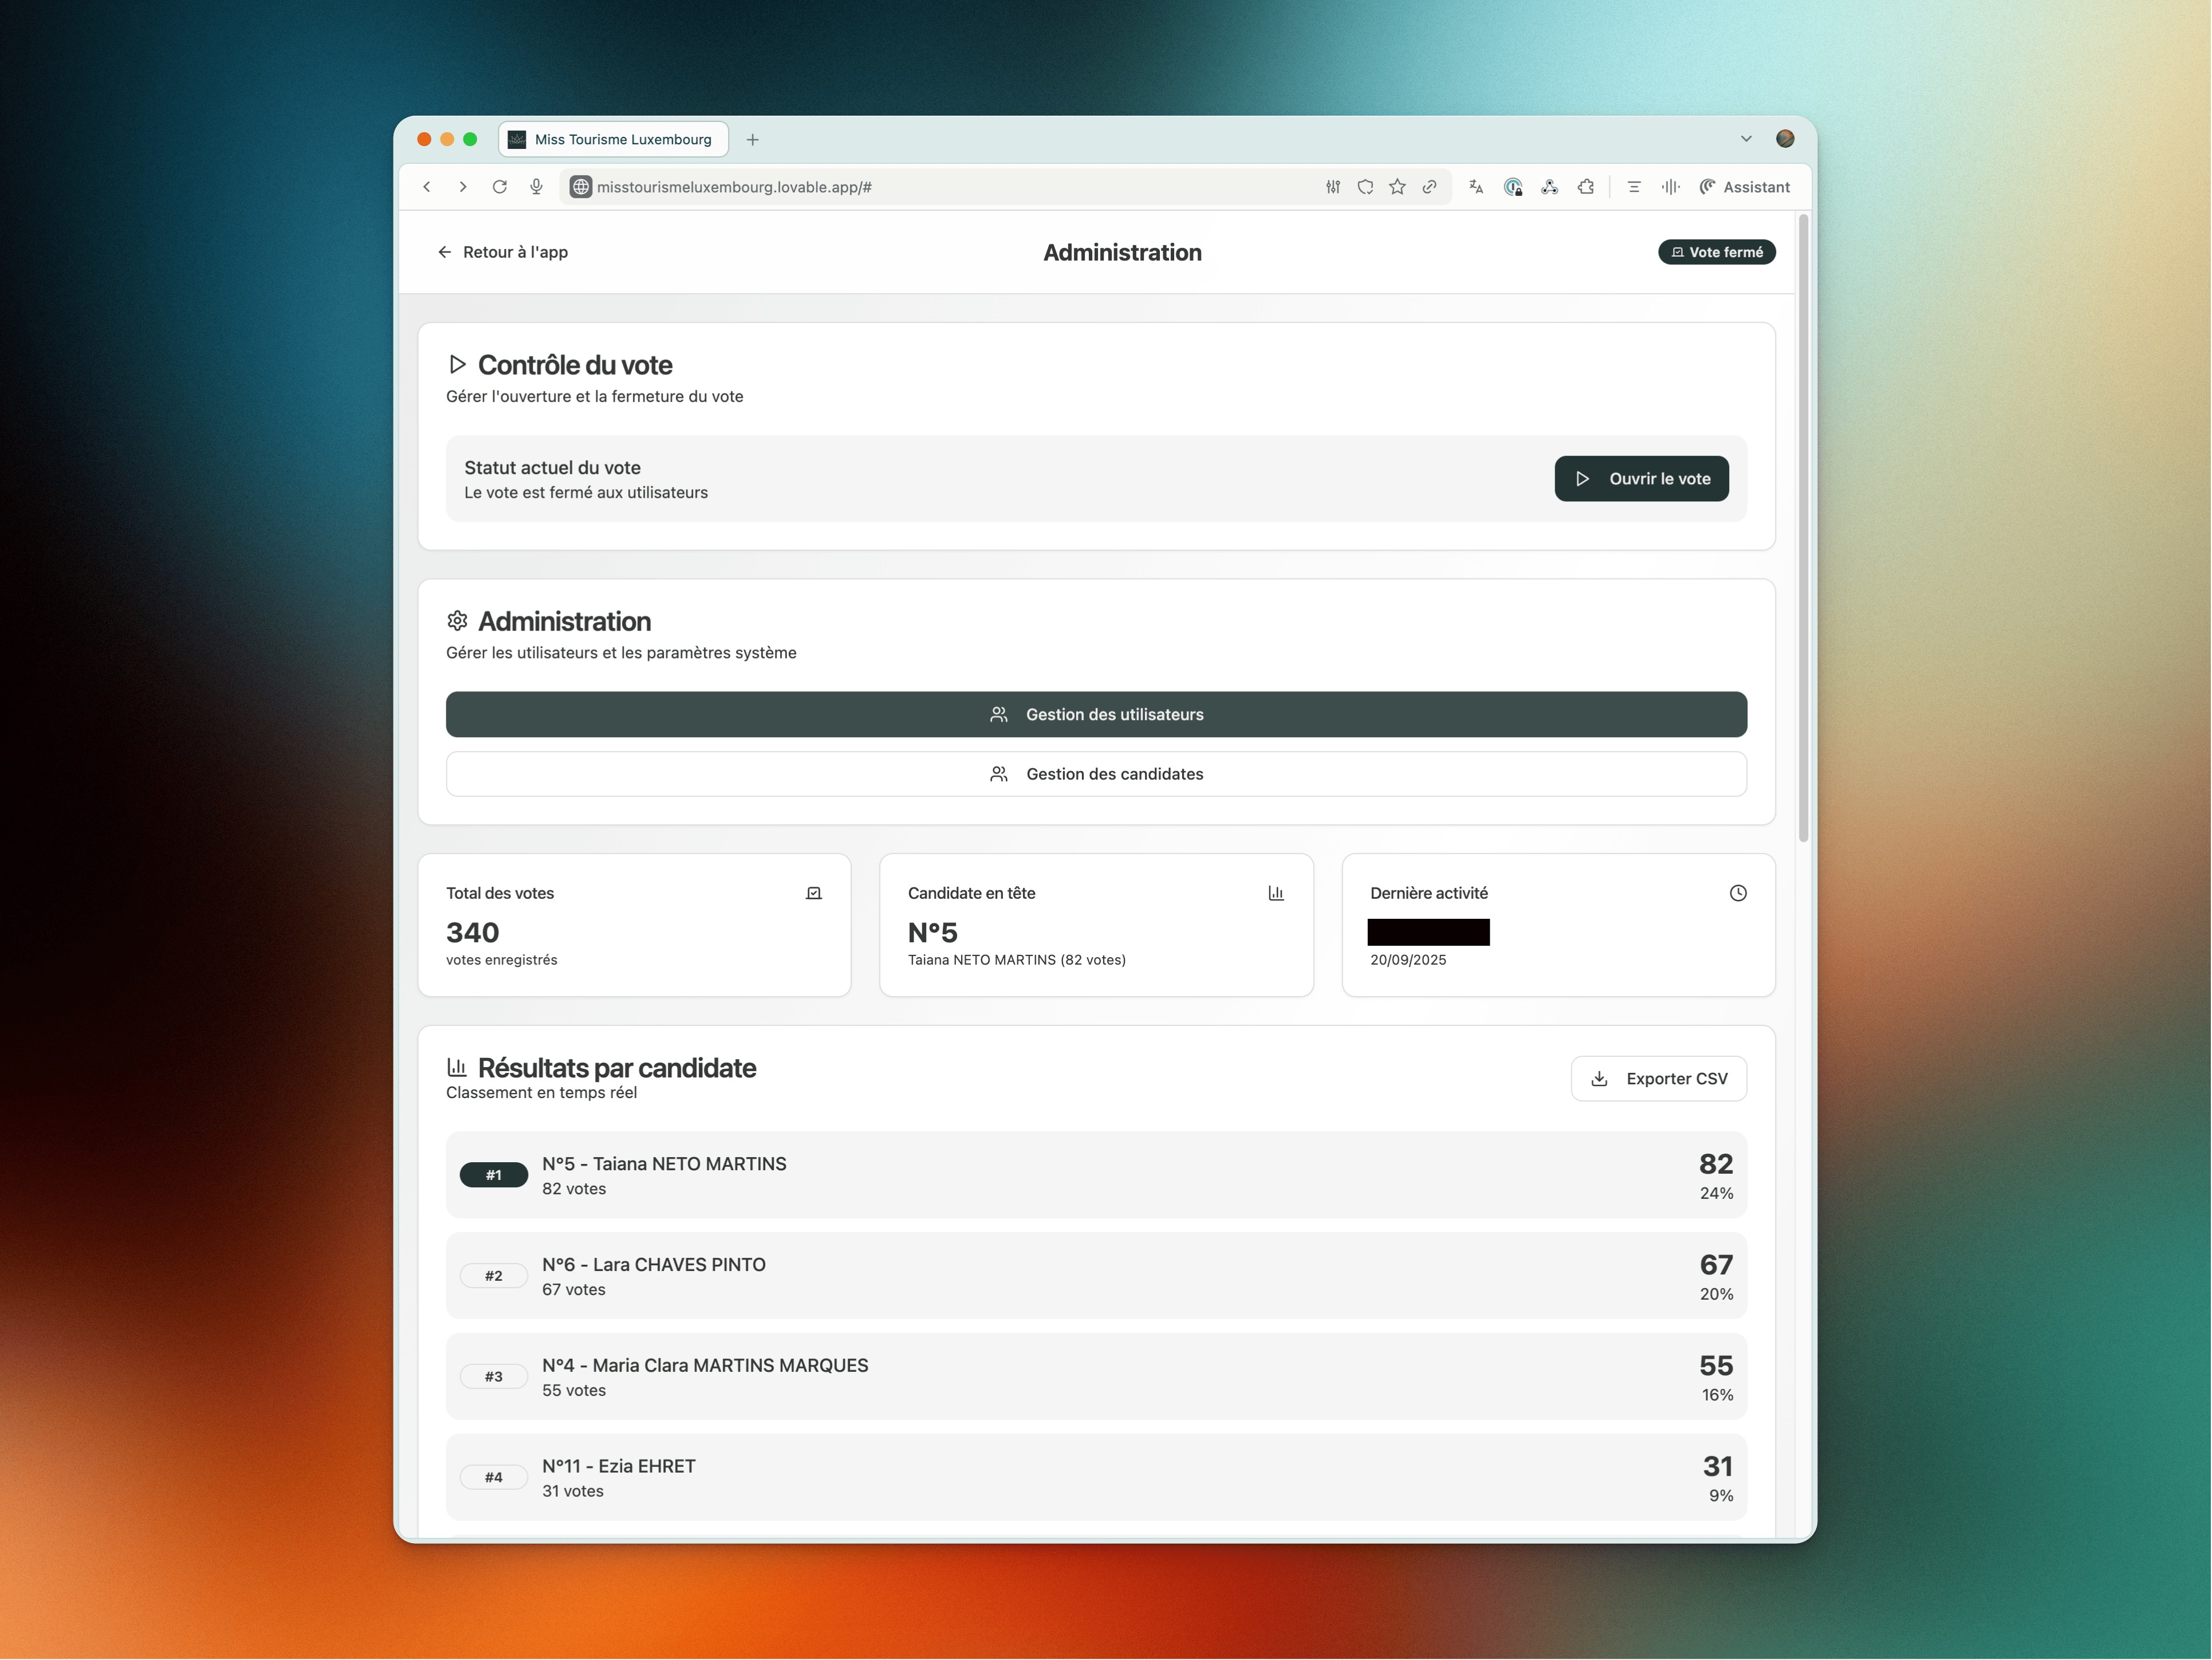 Miss Tourisme Luxembourg
misstourismeluxembourg.lovable.app/#
Assistant
Retour à l'app
Administration
Vote fermé
Contrôle du vote
Gérer l'ouverture et la fermeture du vote
Statut actuel du vote
Le vote est fermé aux utilisateurs
Ouvrir le vote
Administration
Gérer les utilisateurs et les paramètres système
Gestion des utilisateurs
Gestion des candidates
Total des votes
340
votes enregistrés
Candidate en tête
N°5
Taiana NETO MARTINS (82 votes)
Dernière activité
20/09/2025
Résultats par candidate
Classement en temps réel
Exporter CSV
#1
N°5 - Taiana NETO MARTINS
82 votes
82
24%
#2
N°6 - Lara CHAVES PINTO
67 votes
67
20%
#3
N°4 - Maria Clara MARTINS MARQUES
55 votes
55
16%
#4
N°11 - Ezia EHRET
31 votes
31
9%